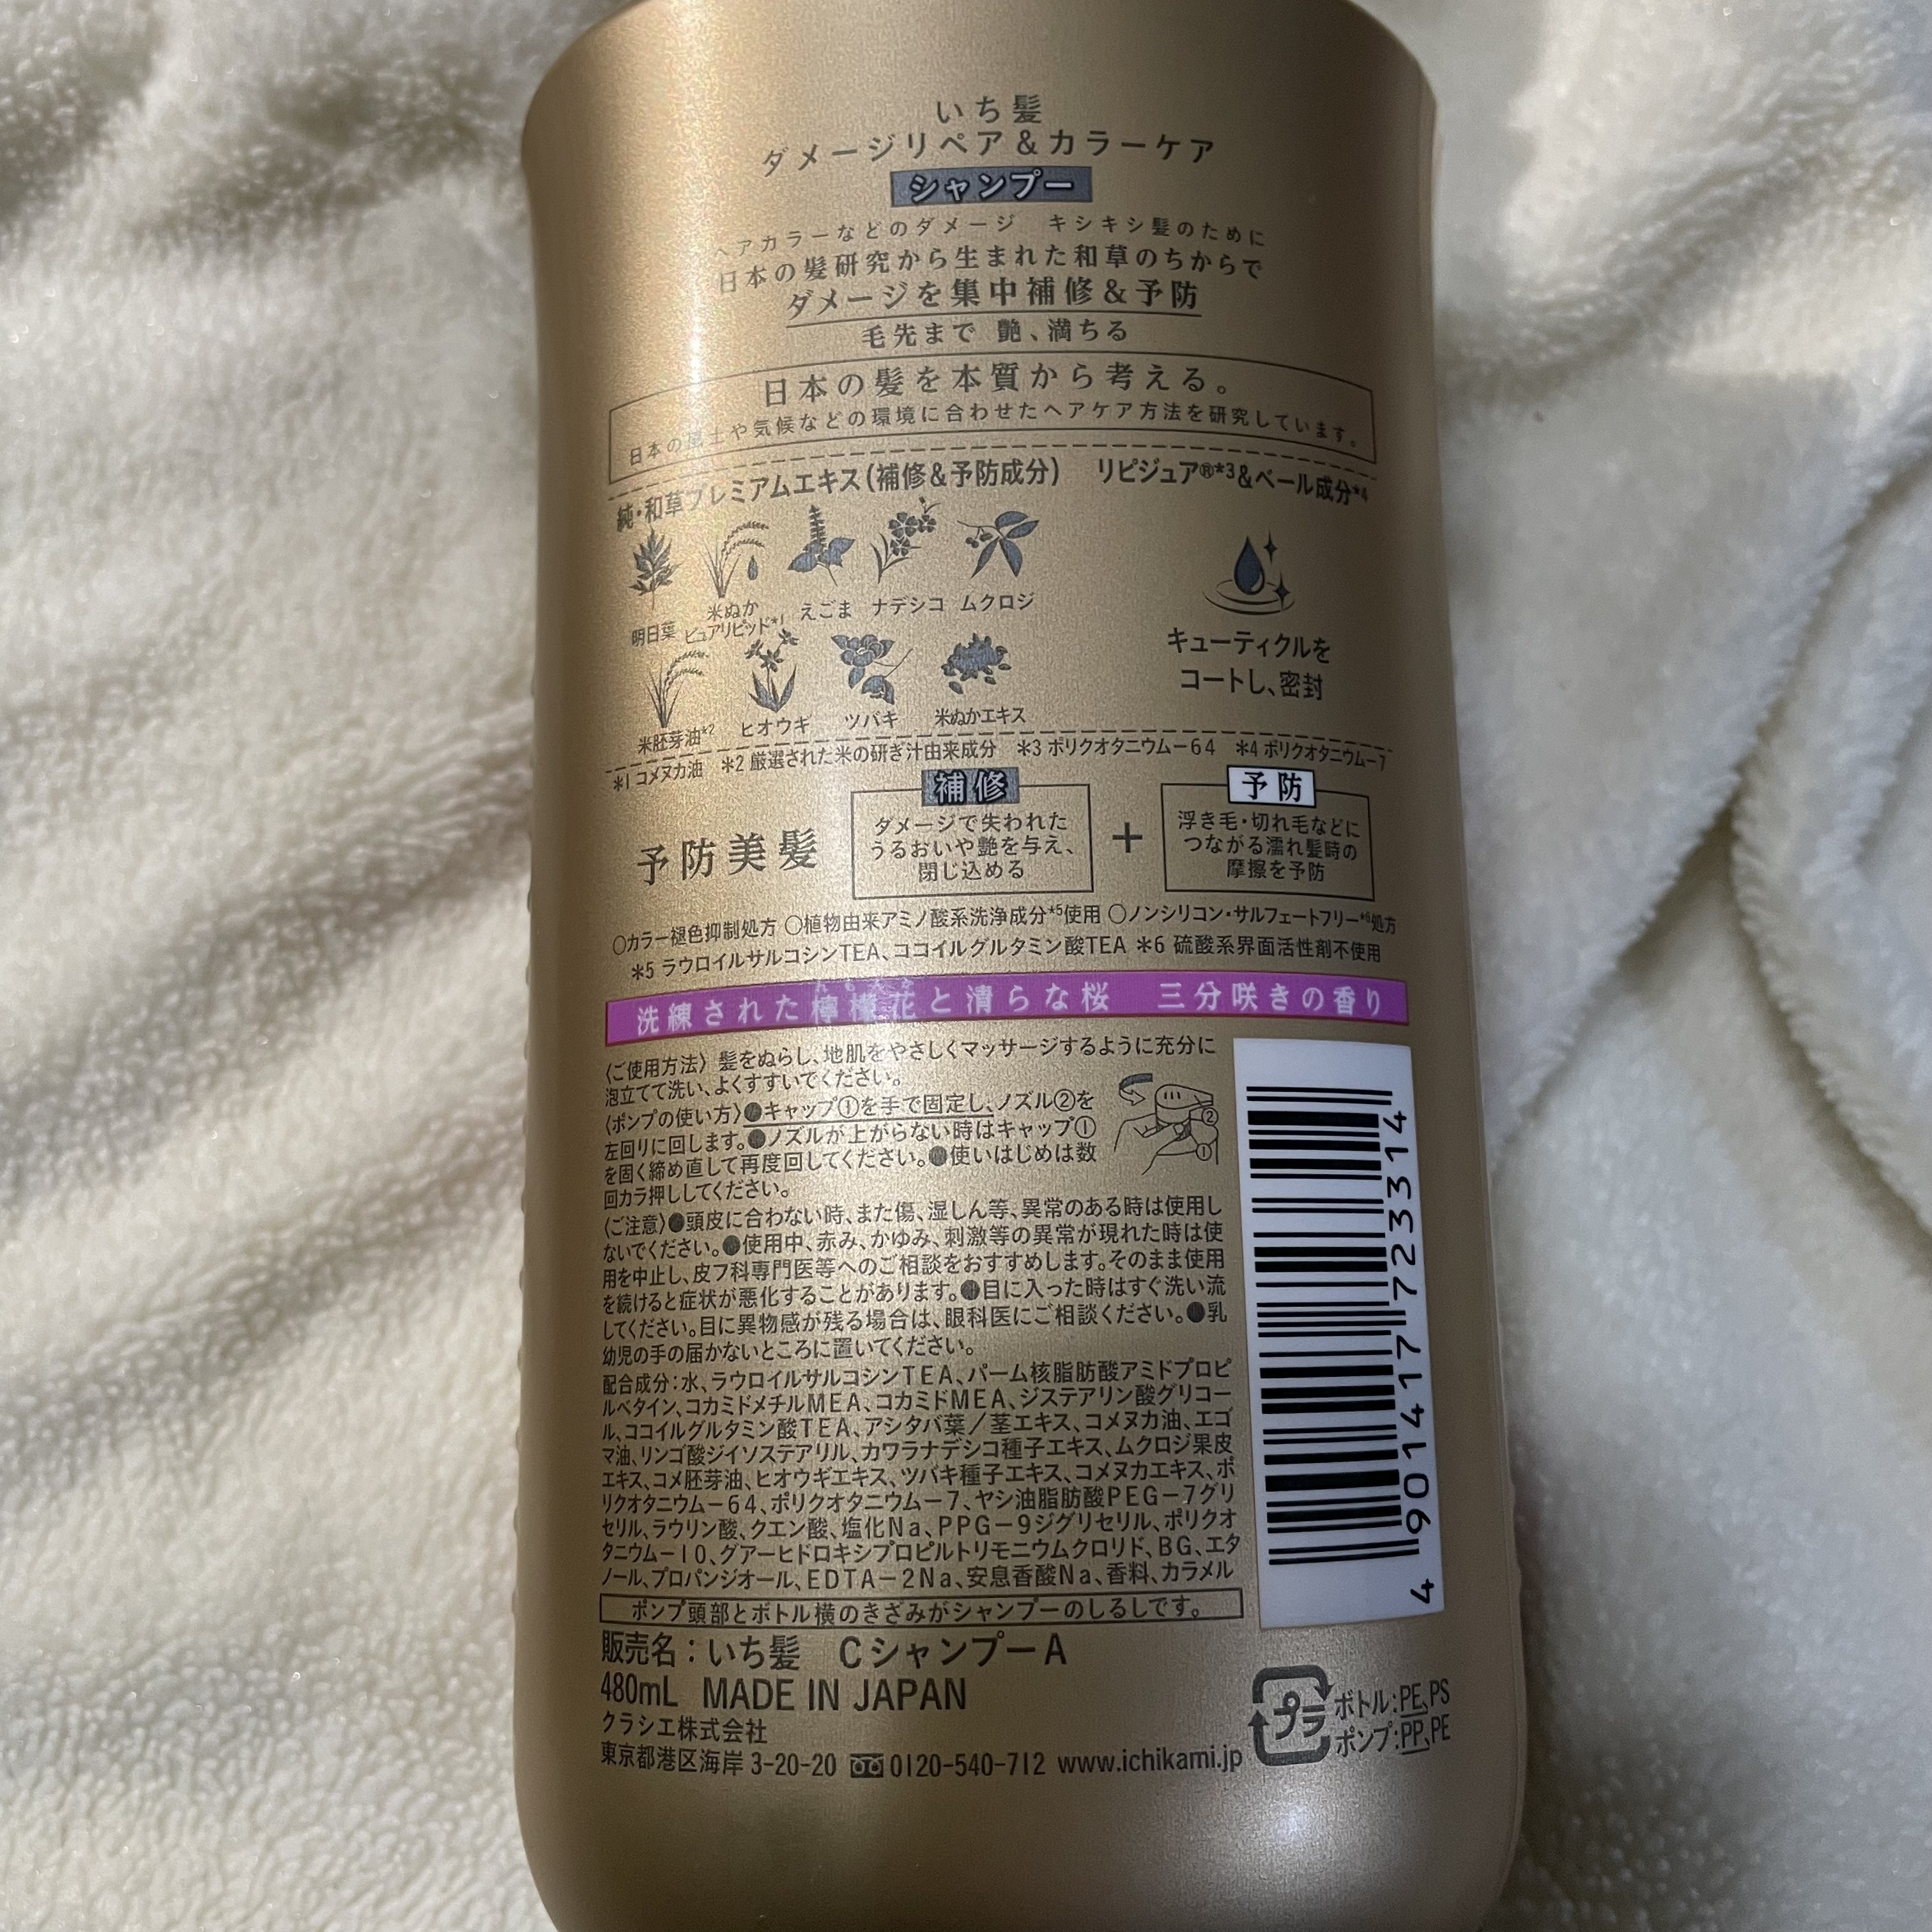 いち髪
ダメージリペア&カラーケア
シャンプー
ヘアカラーなどのダメージ キシキシ髪のために
日本の髪研究から生まれた和草のちからで
ダメージを集中補修&予防
毛先まで 艶、満ちる
日本の髪を本質から考える。
日本の風土や気候などの環境に合わせたヘアケア方法を研究しています。
純・和草プレミアムエキス(補修&予防成分) リピジュア®*3&ベール成分*4
明日葉 米ぬかピュアリピッド*1 えごま ナデシコ ムクロジ
キューティクルを
コートし、密封
米胚芽油*2 ヒオウギ ツバキ 米ぬかエキス
*1 コメヌカ油 *2 厳選された米の研ぎ汁由来成分 *3 ポリクオタニウムー64 *4 ポリクオタニウムー7
予防美髪
補修
ダメージで失われた
うるおいや艶を与え、
閉じ込める
+
予防
浮き毛・切れ毛などに
つながる濡れ髪時の
摩擦を予防
○カラー褪色抑制処方 ○植物由来アミノ酸系洗浄成分*5使用 ○ノンシリコン・サルフェートフリー*6処方
*5 ラウロイルサルコシンTEA、ココイルグルタミン酸TEA *6 硫酸系界面活性剤不使用
洗練された檸檬花と清らな桜 三分咲きの香り
〈ご使用方法〉髪をぬらし、地肌をやさしくマッサージするように充分に
泡立てて洗い、よくすすいでください。
〈ポンプの使い方〉●キャップ①を手で固定し、ノズル②を
左回りに回します。●ノズルが上がらない時はキャップ①
を固く締め直して再度回してください。●使いはじめは数
回カラ押ししてください。
②
①
〈ご注意〉●頭皮に合わない時、また傷、湿しん等、異常のある時は使用し
ないでください。●使用中、赤み、かゆみ、刺激等の異常が現れた時は使
用を中止し、皮フ科専門医等へのご相談をおすすめします。そのまま使用
を続けると症状が悪化することがあります。●目に入った時はすぐ洗い流
してください。目に異物感が残る場合は、眼科医にご相談ください。●乳
幼児の手の届かないところに置いてください。
配合成分:水、ラウロイルサルコシンTEA、パーム核脂肪酸アミドプロピ
ルベタイン、コカミドメチルMEA、コカミドMEA、ジステアリン酸グリコー
ル、ココイルグルタミン酸TEA、アシタバ葉/茎エキス、コメヌカ油、エゴ
マ油、リンゴ酸ジイソステアリル、カワラナデシコ種子エキス、ムクロジ果皮
エキス、コメ胚芽油、ヒオウギエキス、ツバキ種子エキス、コメヌカエキス、ポ
リクオタニウムー64、ポリクオタニウムー7、ヤシ油脂肪酸PEGー7グリ
セリル、ラウリン酸、クエン酸、塩化Na、PPGー9ジグリセリル、ポリクオ
タニウムー10、グアーヒドロキシプロピルトリモニウムクロリド、BG、エタ
ノール、プロパンジオール、EDTAー2Na、安息香酸Na、香料、カラメル
ポンプ頭部とボトル横のきざみがシャンプーのしるしです。
4 901417 723314
販売名:いち髪 CシャンプーA
480mL MADE IN JAPAN
クラシエ株式会社
東京都港区海岸 3-20-20 0120-540-712 www.ichikami.jp
プラ
ボトル:PE、PS
ポンプ:PP、PE